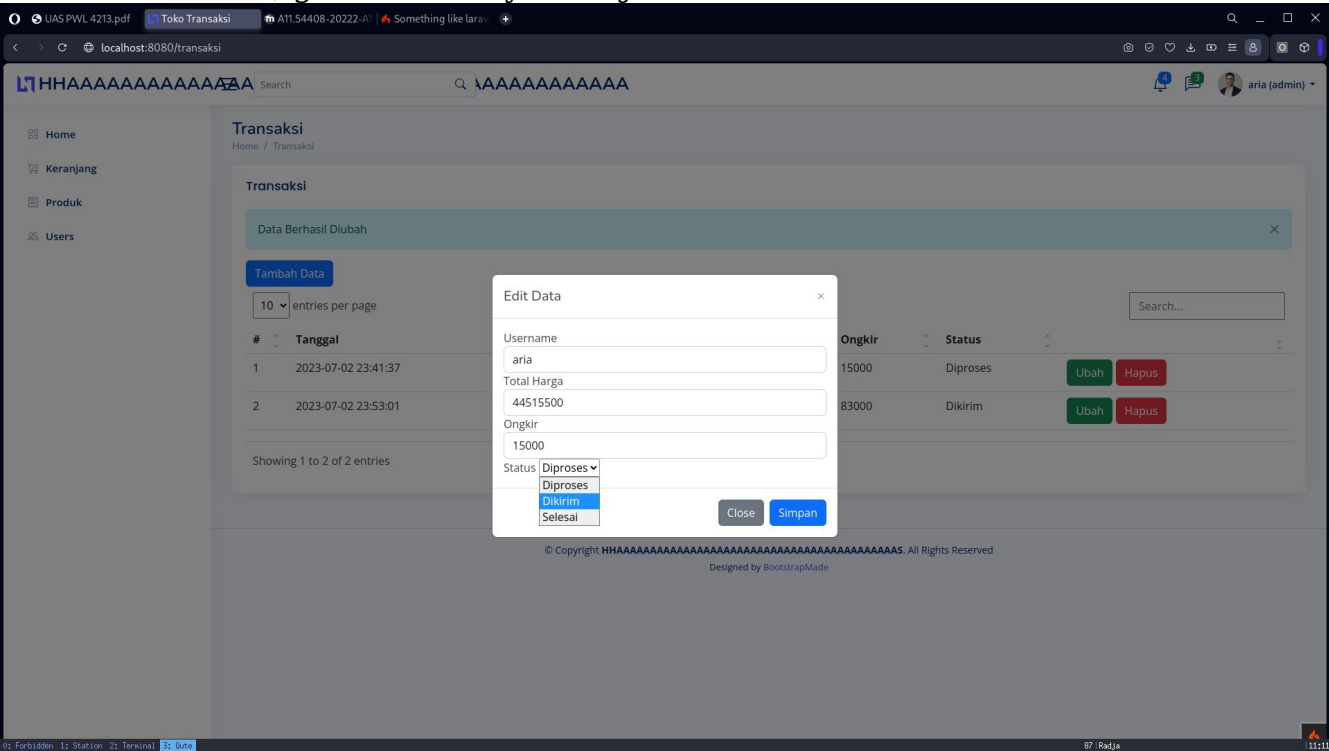 UAS PWL 4213.pdf Toko Transaksi A11.54408-20222-A1 Something like larav
localhost:8080/transaksi
Search
4 3 aria (admin)
Home
Keranjang
Produk
Users
Transaksi
Home / Transaksi
Transaksi
Data Berhasil Diubah
Tambah Data
10 entries per page
Search...
# Tanggal Ongkir Status
1 2023-07-02 23:41:37 15000 Diproses Ubah Hapus
2 2023-07-02 23:53:01 83000 Dikirim Ubah Hapus
Showing 1 to 2 of 2 entries
Edit Data
Username
aria
Total Harga
44515500
Ongkir
15000
Status Diproses
Diproses
Dikirim
Selesai
Close Simpan
© Copyright . All Rights Reserved
Designed by BootstrapMade
0: Forbidden 1: Station 2: Terminal 3: Qute 87 Radja 11:11